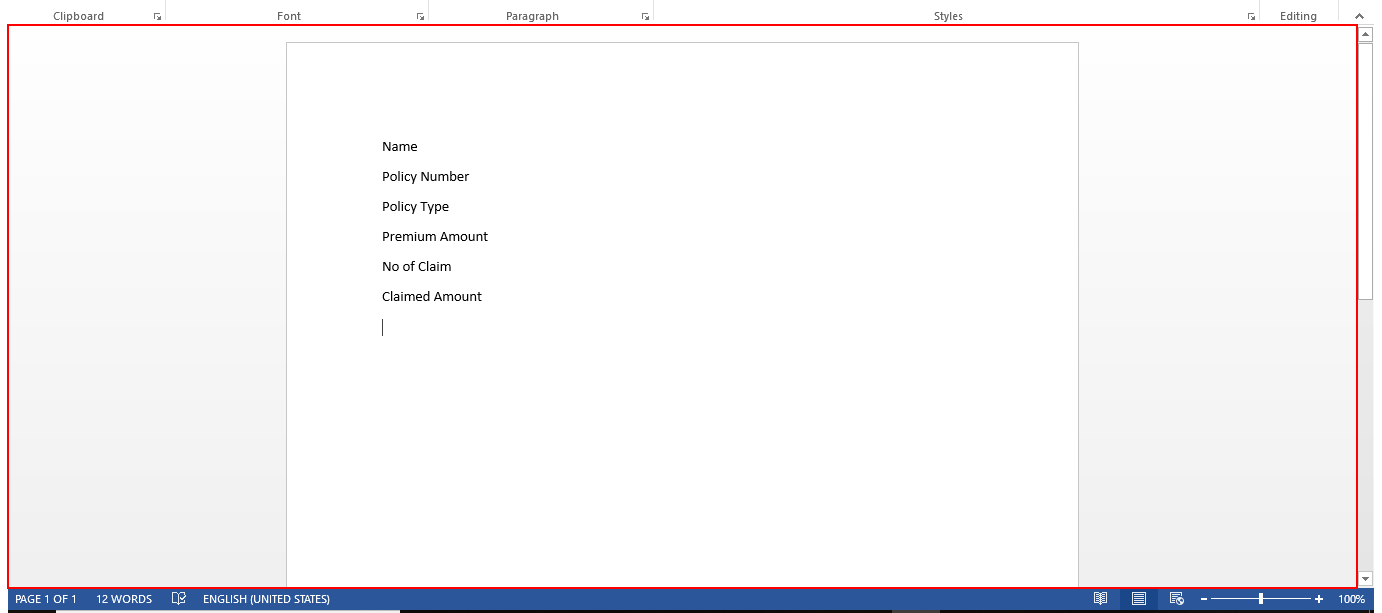 Clipboard Font Paragraph Styles Editing
Name
Policy Number
Policy Type
Premium Amount
No of Claim
Claimed Amount
PAGE 1 OF 1 12 WORDS ENGLISH (UNITED STATES) 100%